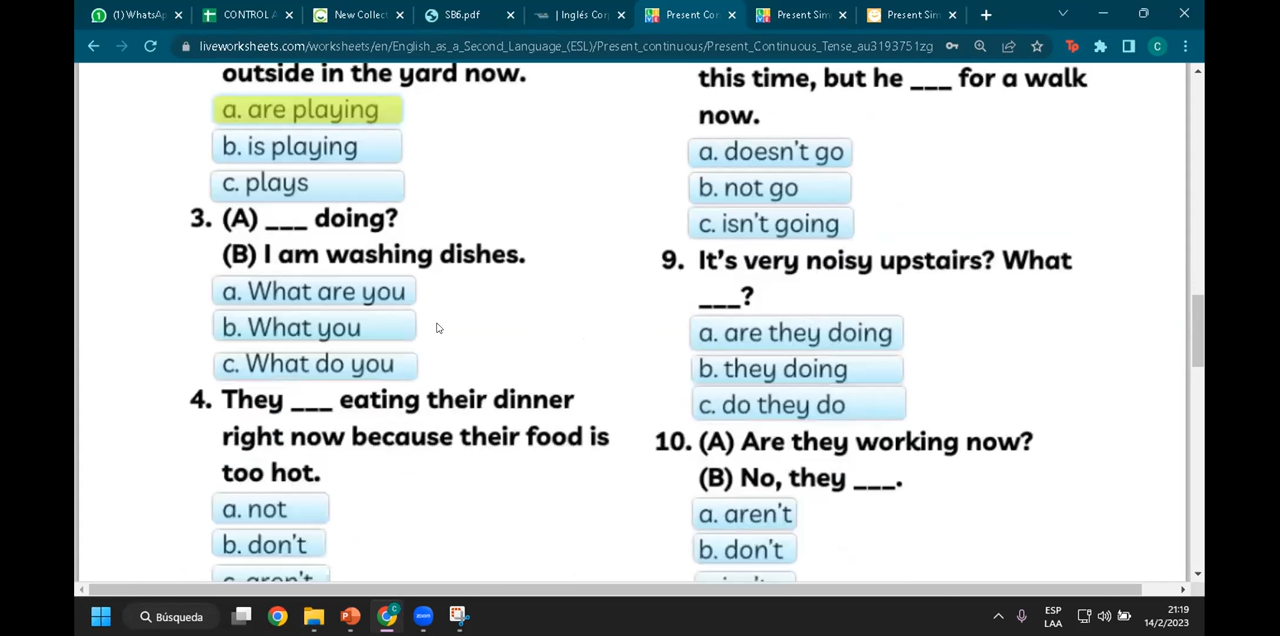 (1) WhatsAp
CONTROL A
New Collect
SB6.pdf
| Inglés Cor
Present Co
Present Sim
Present Sim
liveworksheets.com/worksheets/en/English_as_a_Second_Language_(ESL)/Present_continuous/Present_Continuous_Tense_au3193751zg
outside in the yard now.
a. are playing
b. is playing
c. plays
3. (A) ___ doing?
(B) I am washing dishes.
a. What are you
b. What you
c. What do you
4. They ___ eating their dinner
right now because their food is
too hot.
a. not
b. don't
c. aren't
this time, but he ___ for a walk
now.
a. doesn't go
b. not go
c. isn't going
9. It's very noisy upstairs? What
___?
a. are they doing
b. they doing
c. do they do
10. (A) Are they working now?
(B) No, they ___.
a. aren't
b. don't
Búsqueda
ESP
LAA
21:19
14/2/2023